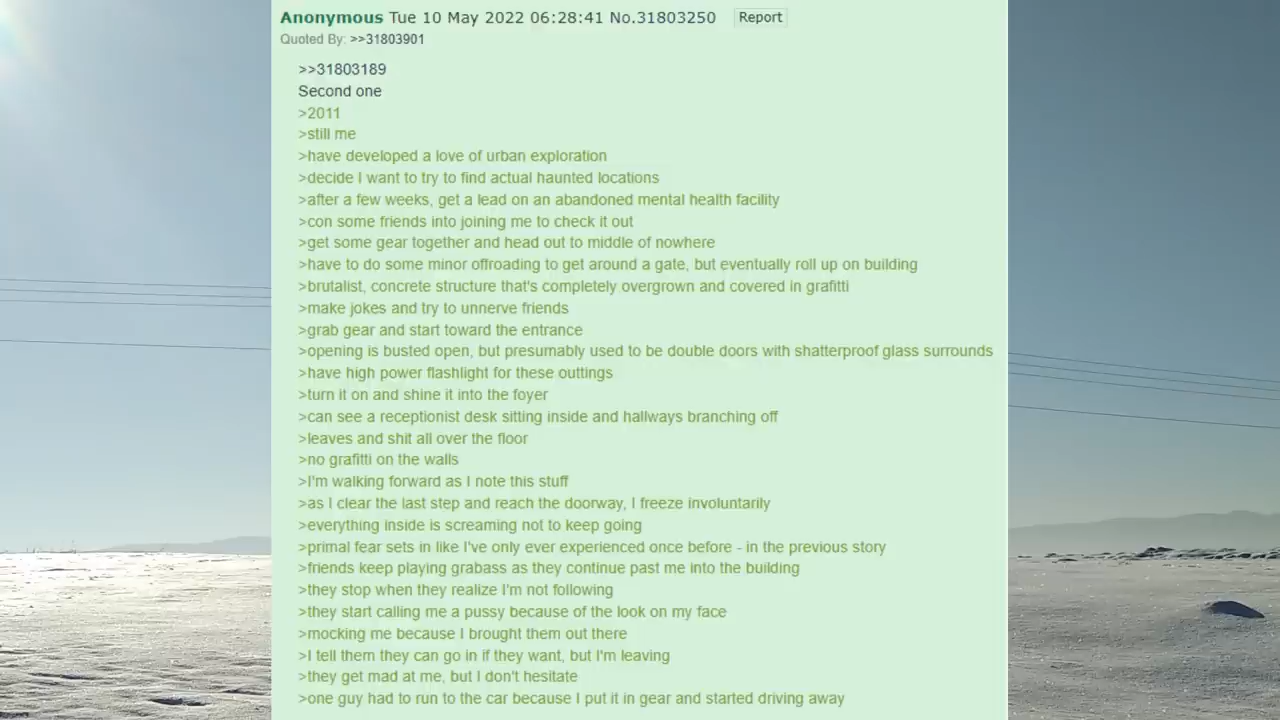 Anonymous Tue 10 May 2022 06:28:41 No.31803250 Report
Quoted By: >>31803901
>>31803189
Second one
>2011
>still me
>have developed a love of urban exploration
>decide I want to try to find actual haunted locations
>after a few weeks, get a lead on an abandoned mental health facility
>con some friends into joining me to check it out
>get some gear together and head out to middle of nowhere
>have to do some minor offroading to get around a gate, but eventually roll up on building
>brutalist, concrete structure that's completely overgrown and covered in grafitti
>make jokes and try to unnerve friends
>grab gear and start toward the entrance
>opening is busted open, but presumably used to be double doors with shatterproof glass surrounds
>have high power flashlight for these outtings
>turn it on and shine it into the foyer
>can see a receptionist desk sitting inside and hallways branching off
>leaves and shit all over the floor
>no grafitti on the walls
>I'm walking forward as I note this stuff
>as I clear the last step and reach the doorway, I freeze involuntarily
>everything inside is screaming not to keep going
>primal fear sets in like I've only ever experienced once before - in the previous story
>friends keep playing grabass as they continue past me into the building
>they stop when they realize I'm not following
>they start calling me a pussy because of the look on my face
>mocking me because I brought them out there
>I tell them they can go in if they want, but I'm leaving
>they get mad at me, but I don't hesitate
>one guy had to run to the car because I put it in gear and started driving away